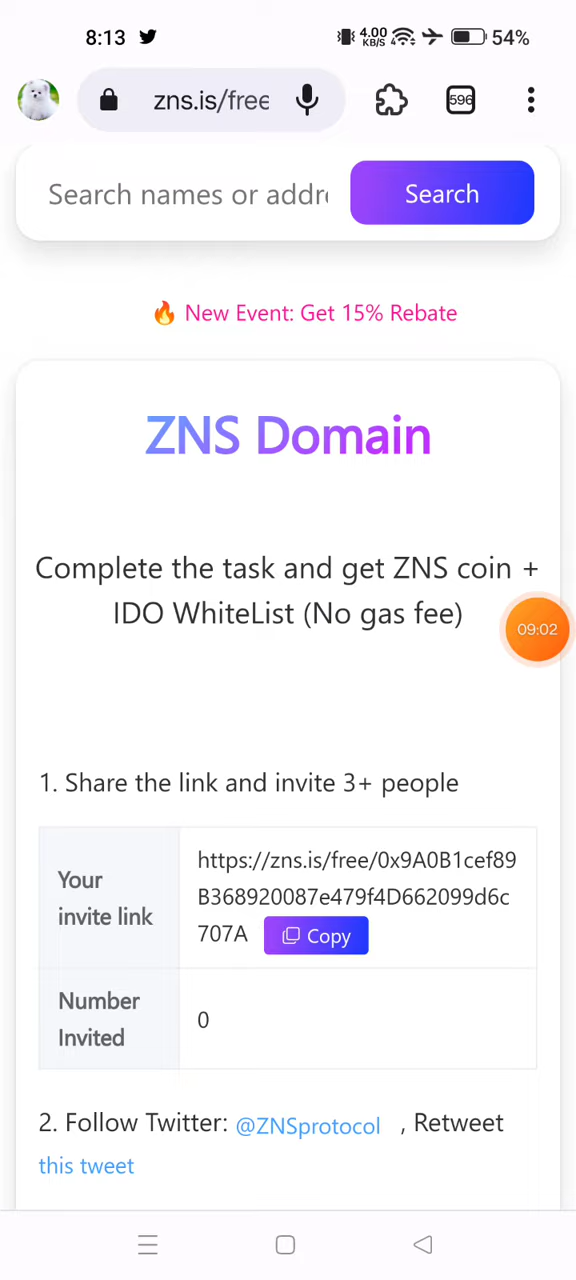 8:13 4.00 KB/S 4 54%
zns.is/free 596
Search names or addr Search
🔥 New Event: Get 15% Rebate
ZNS Domain
Complete the task and get ZNS coin +
IDO WhiteList (No gas fee)
09:02
1. Share the link and invite 3+ people
Your
invite link
https://zns.is/free/0x9A0B1cef89
B368920087e479f4D662099d6c
707A Copy
Number
Invited
0
2. Follow Twitter: @ZNSprotocol , Retweet
this tweet